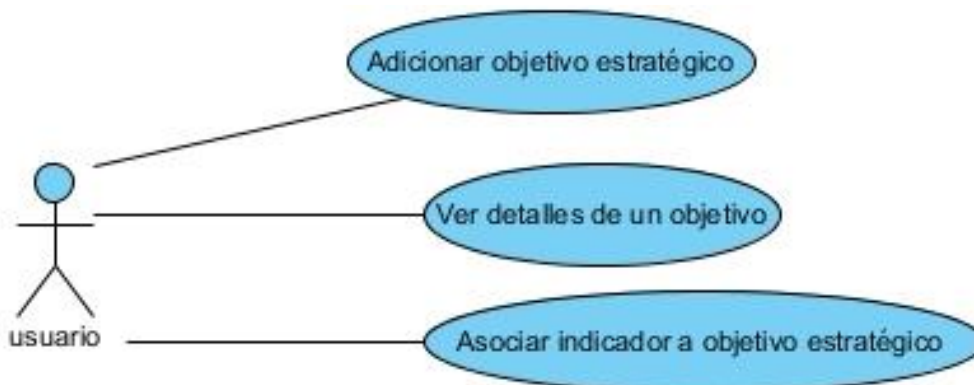 Adicionar objetivo estratégico
Ver detalles de un objetivo
usuario
Asociar indicador a objetivo estratégico